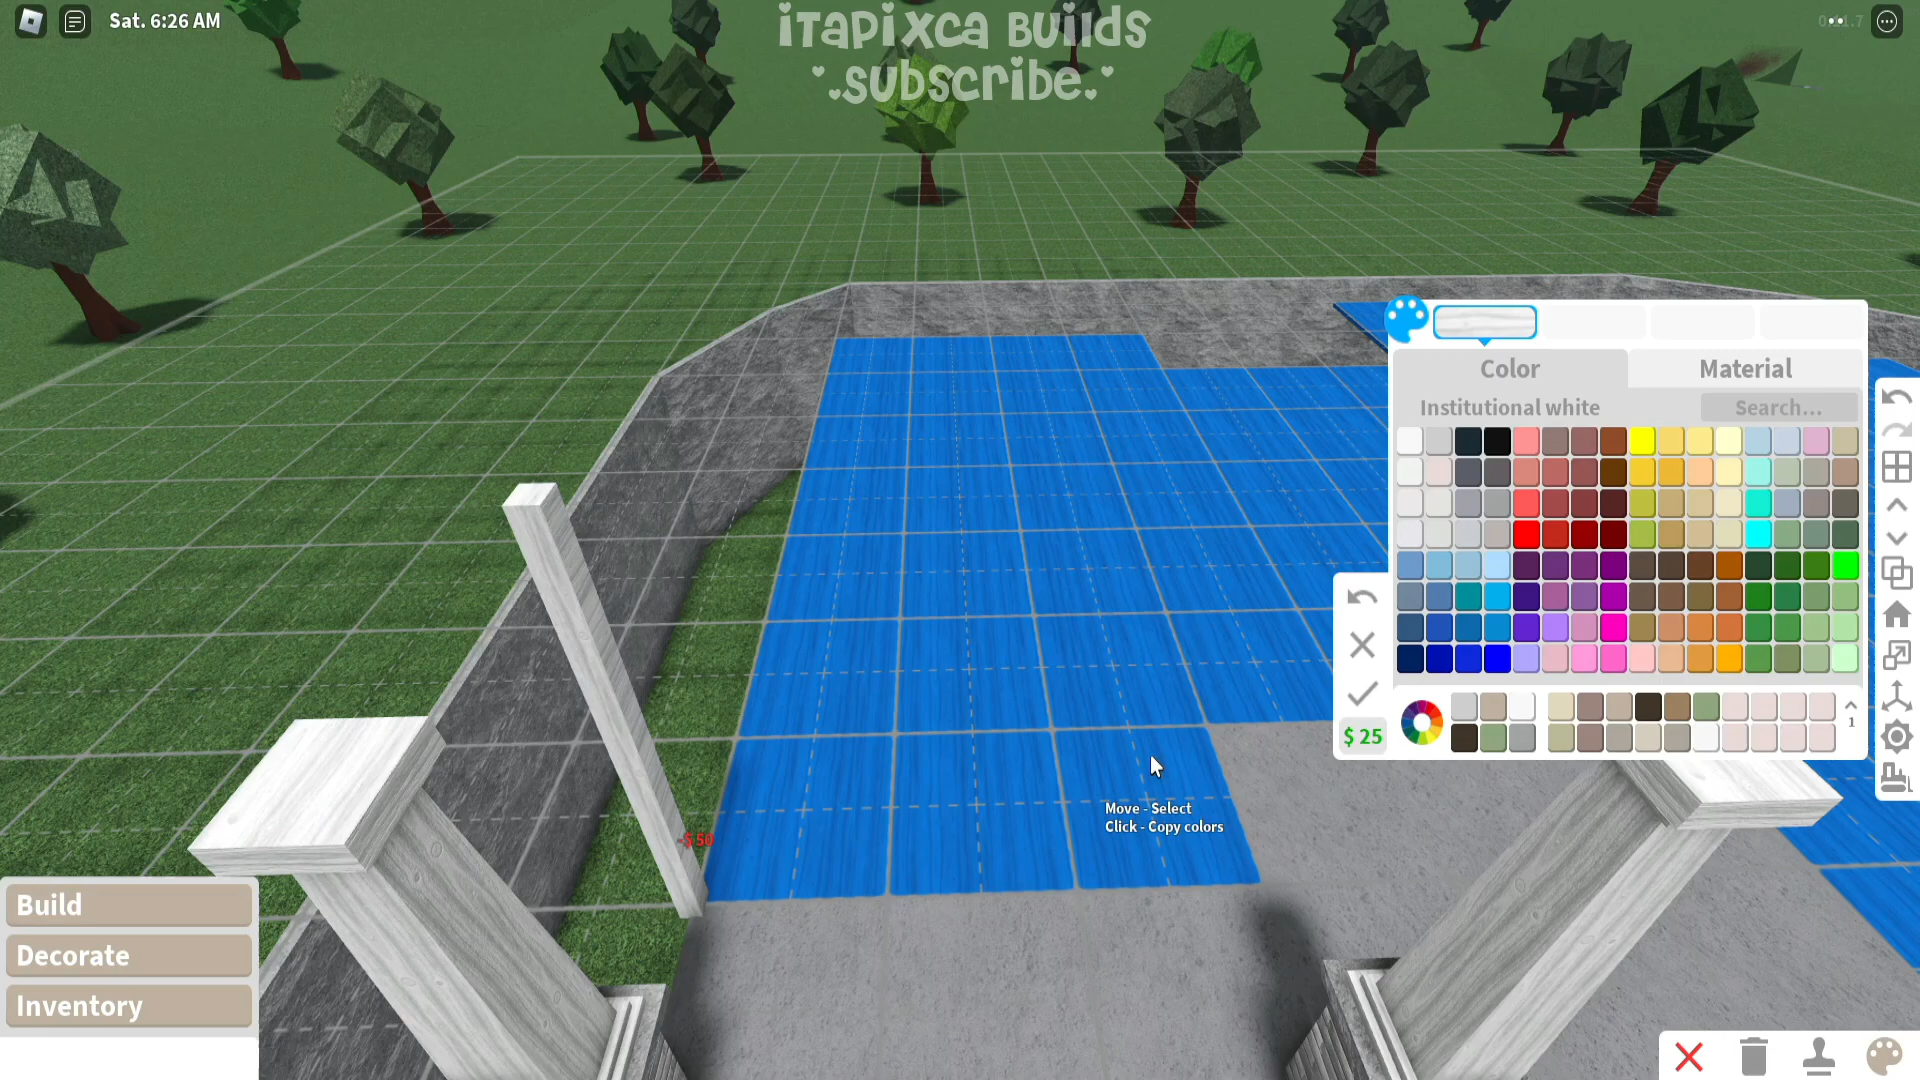 Sat. 6:26 AM
iTapixca Builds
.subscribe.
Color
Material
Institutional white
Search...
1
$ 25
Move - Select
Click - Copy colors
-$ 50
Build
Decorate
Inventory